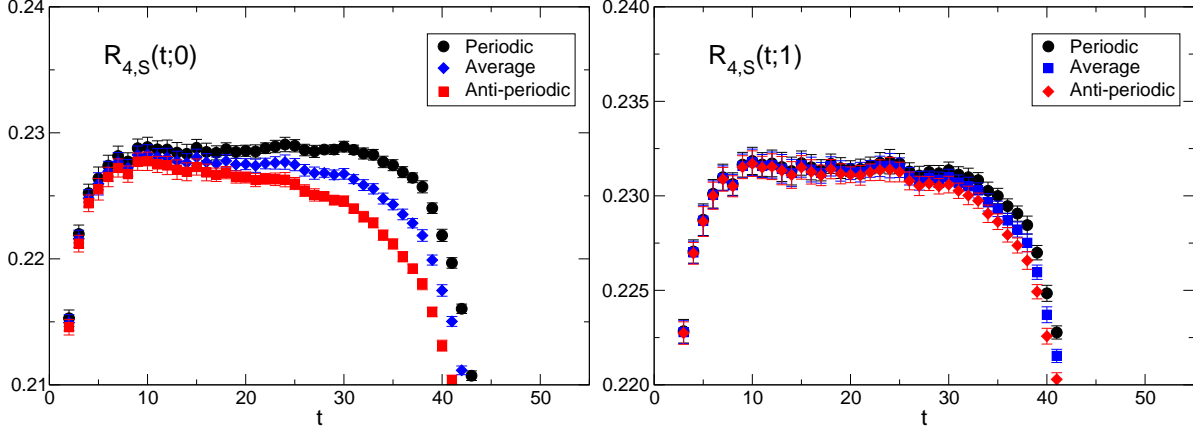 R4,S(t;0)
Periodic
Average
Anti-periodic
0.24
0.23
0.22
0.21
0 10 20 30 40 50
t
R4,S(t;1)
Periodic
Average
Anti-periodic
0.240
0.235
0.230
0.225
0.220
0 10 20 30 40 50
t